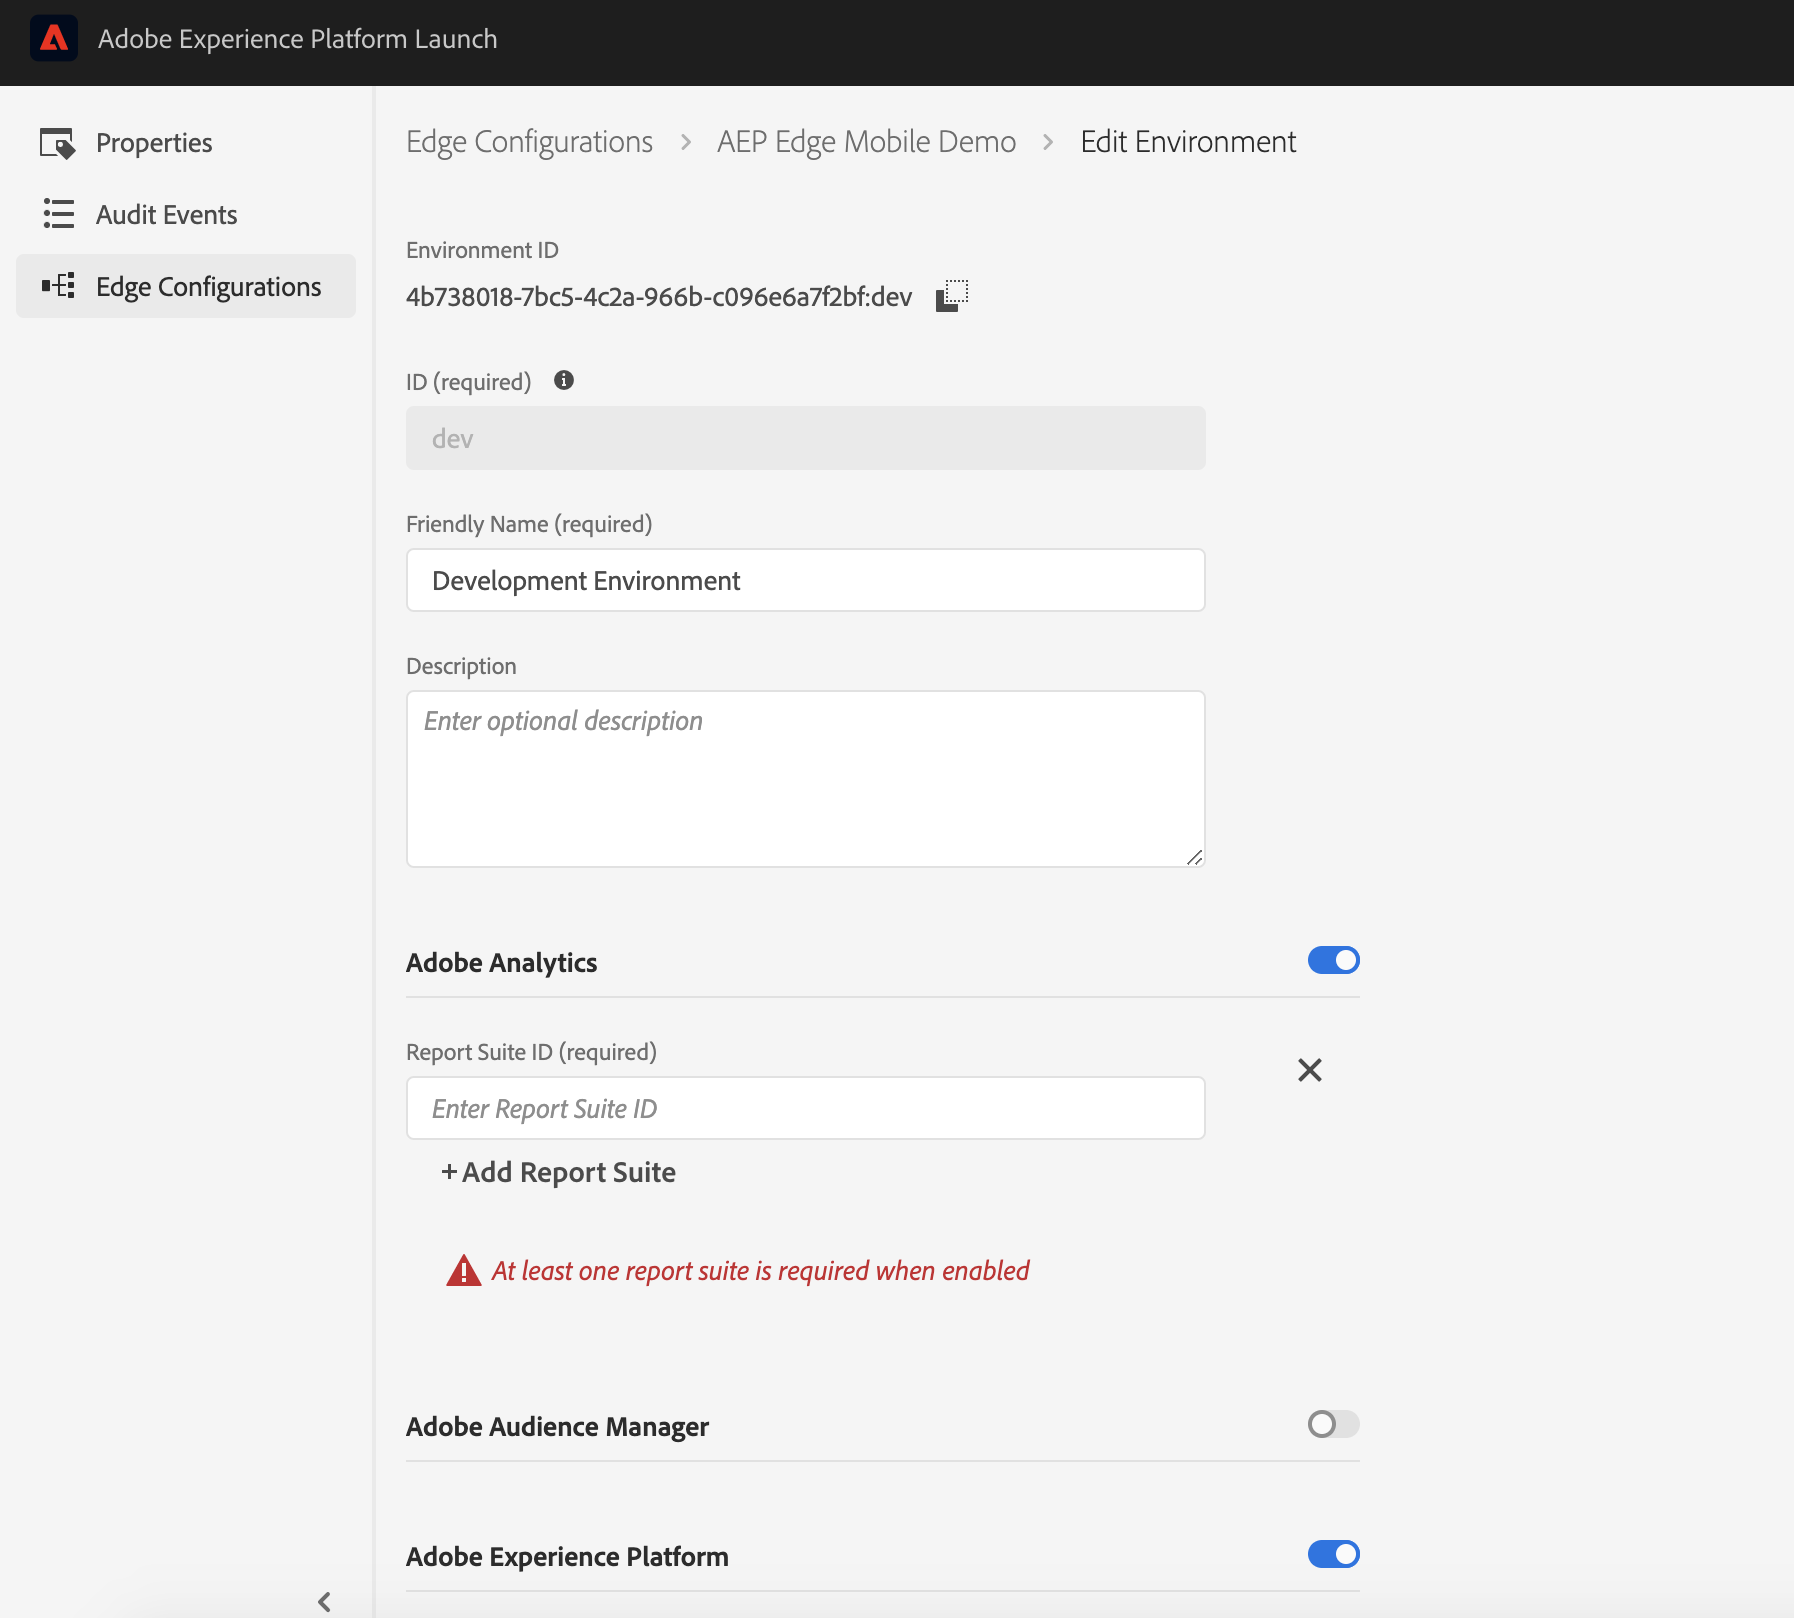 Adobe Experience Platform Launch
Properties
Audit Events
Edge Configurations
Edge Configurations > AEP Edge Mobile Demo > Edit Environment
Environment ID
4b738018-7bc5-4c2a-966b-c096e6a7f2bf:dev
ID (required)
dev
Friendly Name (required)
Development Environment
Description
Enter optional description
Adobe Analytics
Report Suite ID (required)
Enter Report Suite ID
+ Add Report Suite
At least one report suite is required when enabled
Adobe Audience Manager
Adobe Experience Platform